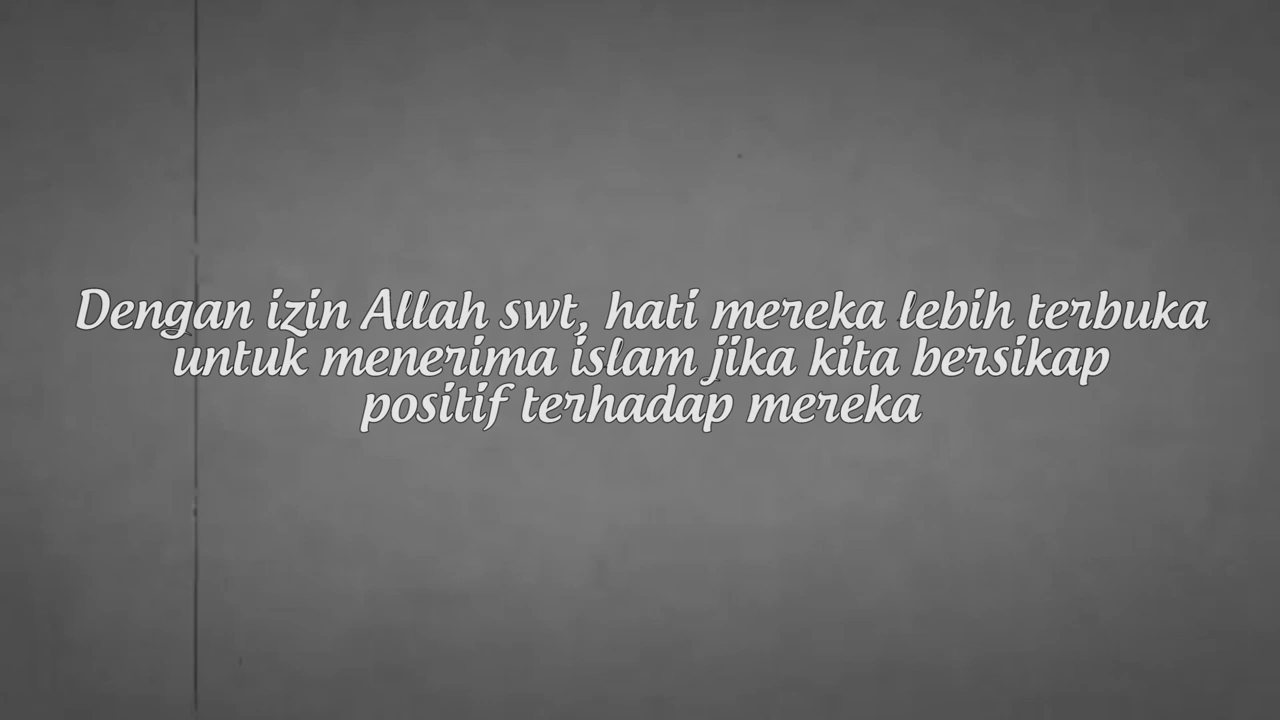 Dengan izin Allah swt, hati mereka lebih terbuka
untuk menerima islam jika kita bersikap
positif terhadap mereka